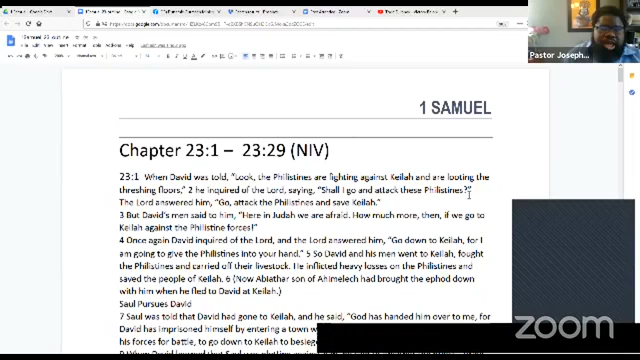 1Samuel 23 outline
File Edit View Insert Format Tools
Pastor Joseph...
1 SAMUEL
Chapter 23:1 – 23:29 (NIV)
23:1 When David was told, “Look, the Philistines are fighting against Keilah and are looting the
threshing floors,” 2 he inquired of the Lord, saying, “Shall I go and attack these Philistines?”
The Lord answered him, “Go, attack the Philistines and save Keilah.”
3 But David’s men said to him, “Here in Judah we are afraid. How much more, then, if we go to
Keilah against the Philistine forces!”
4 Once again David inquired of the Lord, and the Lord answered him, “Go down to Keilah, for I
am going to give the Philistines into your hand.” 5 So David and his men went to Keilah, fought
the Philistines and carried off their livestock. He inflicted heavy losses on the Philistines and
saved the people of Keilah. 6 (Now Abiathar son of Ahimelech had brought the ephod down
with him when he fled to David at Keilah.)
Saul Pursues David
7 Saul was told that David had gone to Keilah, and he said, “God has handed him over to me, for
David has imprisoned himself by entering a town w
his forces for battle, to go down to Keilah to besieg
zoom